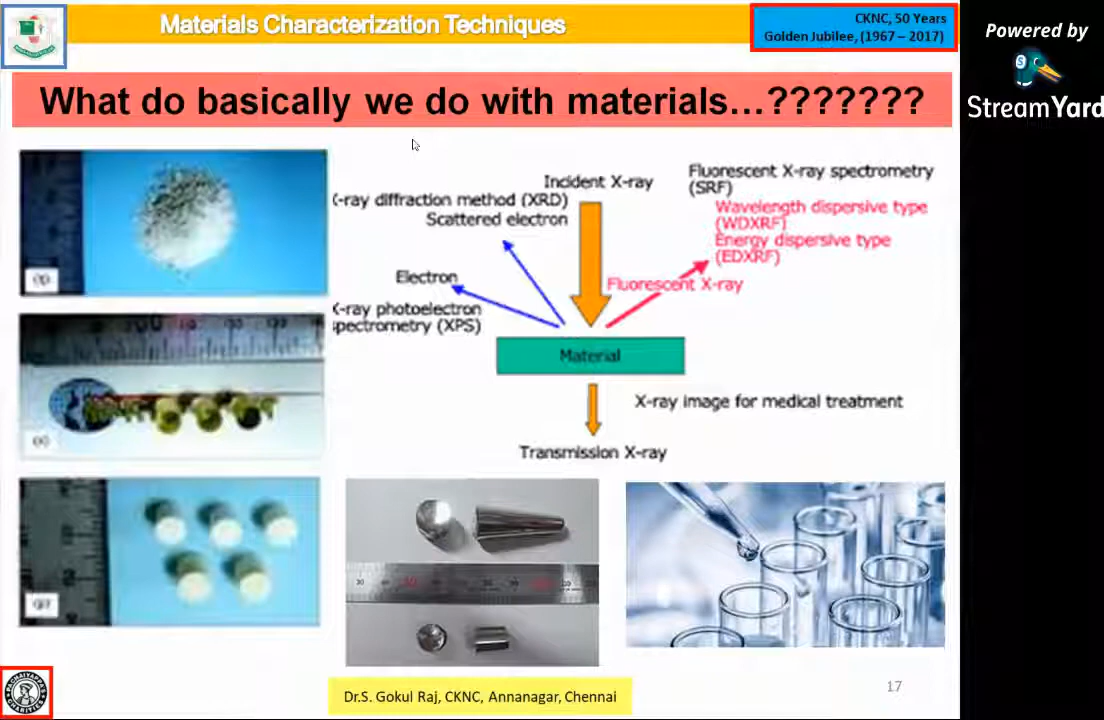 Materials Characterization Techniques
CKNC, 50 Years
Golden Jubilee, (1967 – 2017)
Powered by
StreamYard
What do basically we do with materials…???????
Incident X-ray
Fluorescent X-ray spectrometry
(SRF)
-ray diffraction method (XRD)
Scattered electron
Wavelength dispersive type
(WDXRF)
Energy dispersive type
(EDXRF)
Electron
Fluorescent X-ray
-ray photoelectron
pectrometry (XPS)
Material
X-ray image for medical treatment
Transmission X-ray
Dr.S. Gokul Raj, CKNC, Annanagar, Chennai
17